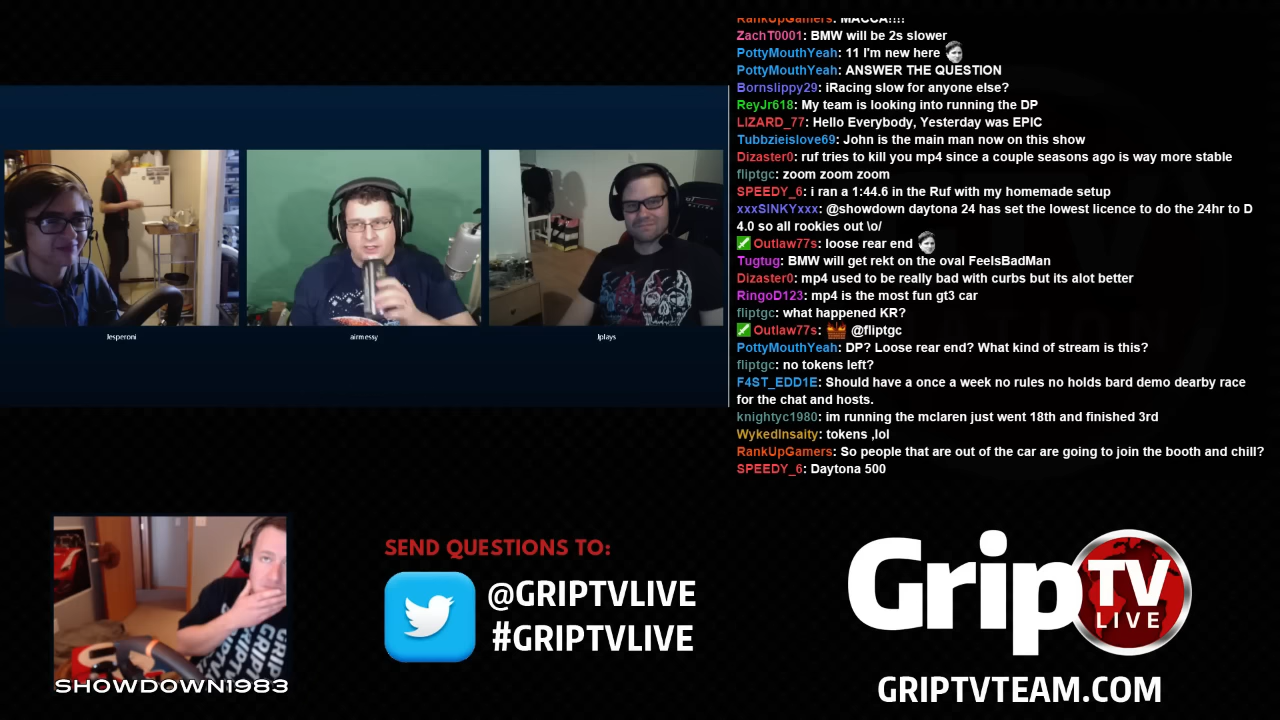 RankUpGamers: MACCA!!!!
ZachT0001: BMW will be 2s slower
PottyMouthYeah: 11 I'm new here
PottyMouthYeah: ANSWER THE QUESTION
Bornslippy29: iRacing slow for anyone else?
ReyJr618: My team is looking into running the DP
LIZARD_77: Hello Everybody, Yesterday was EPIC
Tubbzieislove69: John is the main man now on this show
Dizaster0: ruf tries to kill you mp4 since a couple seasons ago is way more stable
fliptgc: zoom zoom zoom
SPEEDY_6: i ran a 1:44.6 in the Ruf with my homemade setup
xxxSINKYxxx: @showdown daytona 24 has set the lowest licence to do the 24hr to D
4.0 so all rookies out \o/
Outlaw77s: loose rear end
Tugtug: BMW will get rekt on the oval FeelsBadMan
Dizaster0: mp4 used to be really bad with curbs but its alot better
RingoD123: mp4 is the most fun gt3 car
fliptgc: what happened KR?
Outlaw77s: @fliptgc
PottyMouthYeah: DP? Loose rear end? What kind of stream is this?
fliptgc: no tokens left?
F4ST_EDD1E: Should have a once a week no rules no holds bard demo dearby race
for the chat and hosts.
knightyc1980: im running the mclaren just went 18th and finished 3rd
WykedInsaity: tokens ,lol
RankUpGamers: So people that are out of the car are going to join the booth and chill?
SPEEDY_6: Daytona 500
lesperoni
airmessy
Jplays
SHOWDOWN1983
SEND QUESTIONS TO:
@GRIPTVLIVE
#GRIPTVLIVE
GripTV
LIVE
GRIPTVTEAM.COM